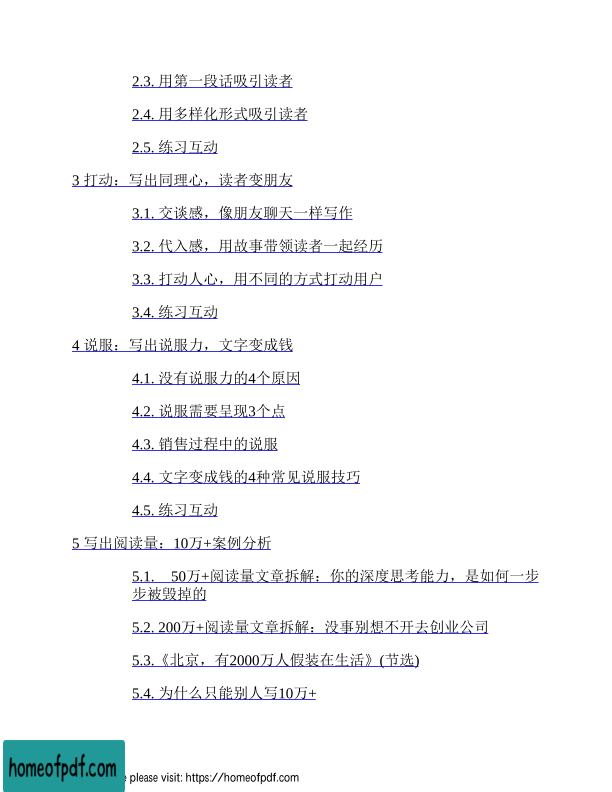 2.3. 用第一段话吸引读者
2.4. 用多样化形式吸引读者
2.5. 练习互动
3 打动：写出同理心，读者变朋友
3.1. 交谈感，像朋友聊天一样写作
3.2. 代入感，用故事带领读者一起经历
3.3. 打动人心，用不同的方式打动用户
3.4. 练习互动
4 说服：写出说服力，文字变成钱
4.1. 没有说服力的4个原因
4.2. 说服需要呈现3个点
4.3. 销售过程中的说服
4.4. 文字变成钱的4种常见说服技巧
4.5. 练习互动
5 写出阅读量：10万+案例分析
5.1. 50万+阅读量文章拆解：你的深度思考能力，是如何一步
步被毁掉的
5.2. 200万+阅读量文章拆解：没事别想不开去创业公司
5.3.《北京，有2000万人假装在生活》(节选)
5.4. 为什么只能别人写10万+
homeofpdf.com
please visit: https://homeofpdf.com